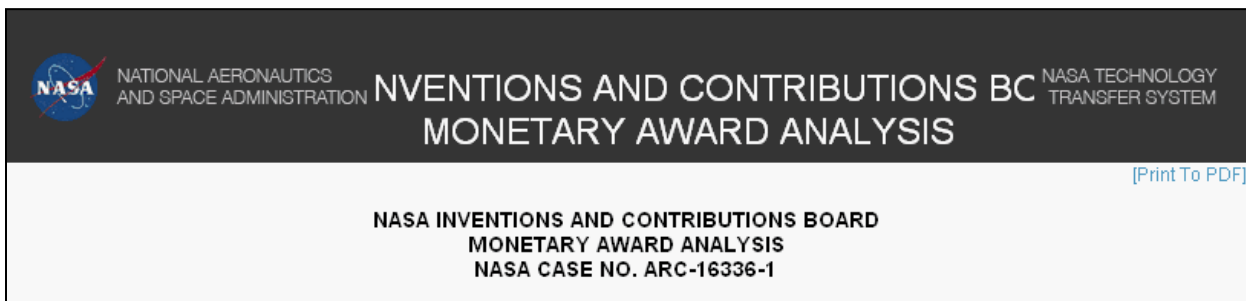 NASA
NATIONAL AERONAUTICS
AND SPACE ADMINISTRATION
NVENTIONS AND CONTRIBUTIONS BC
MONETARY AWARD ANALYSIS
NASA TECHNOLOGY
TRANSFER SYSTEM
[Print To PDF]
NASA INVENTIONS AND CONTRIBUTIONS BOARD
MONETARY AWARD ANALYSIS
NASA CASE NO. ARC-16336-1